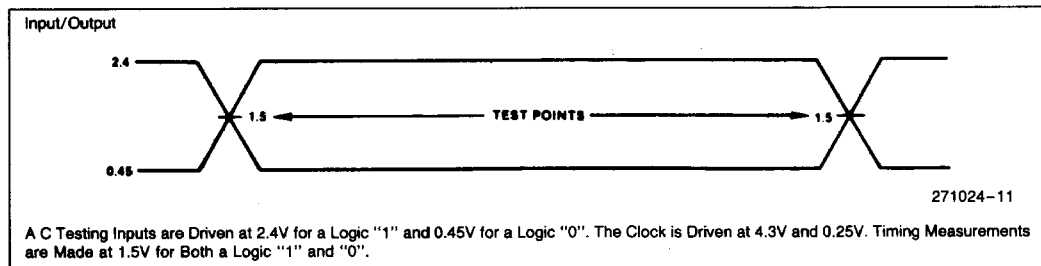 Input/Output
2.4
1.5 TEST POINTS 1.5
0.45
271024-11
A C Testing Inputs are Driven at 2.4V for a Logic "1" and 0.45V for a Logic "0". The Clock is Driven at 4.3V and 0.25V. Timing Measurements
are Made at 1.5V for Both a Logic "1" and "0".